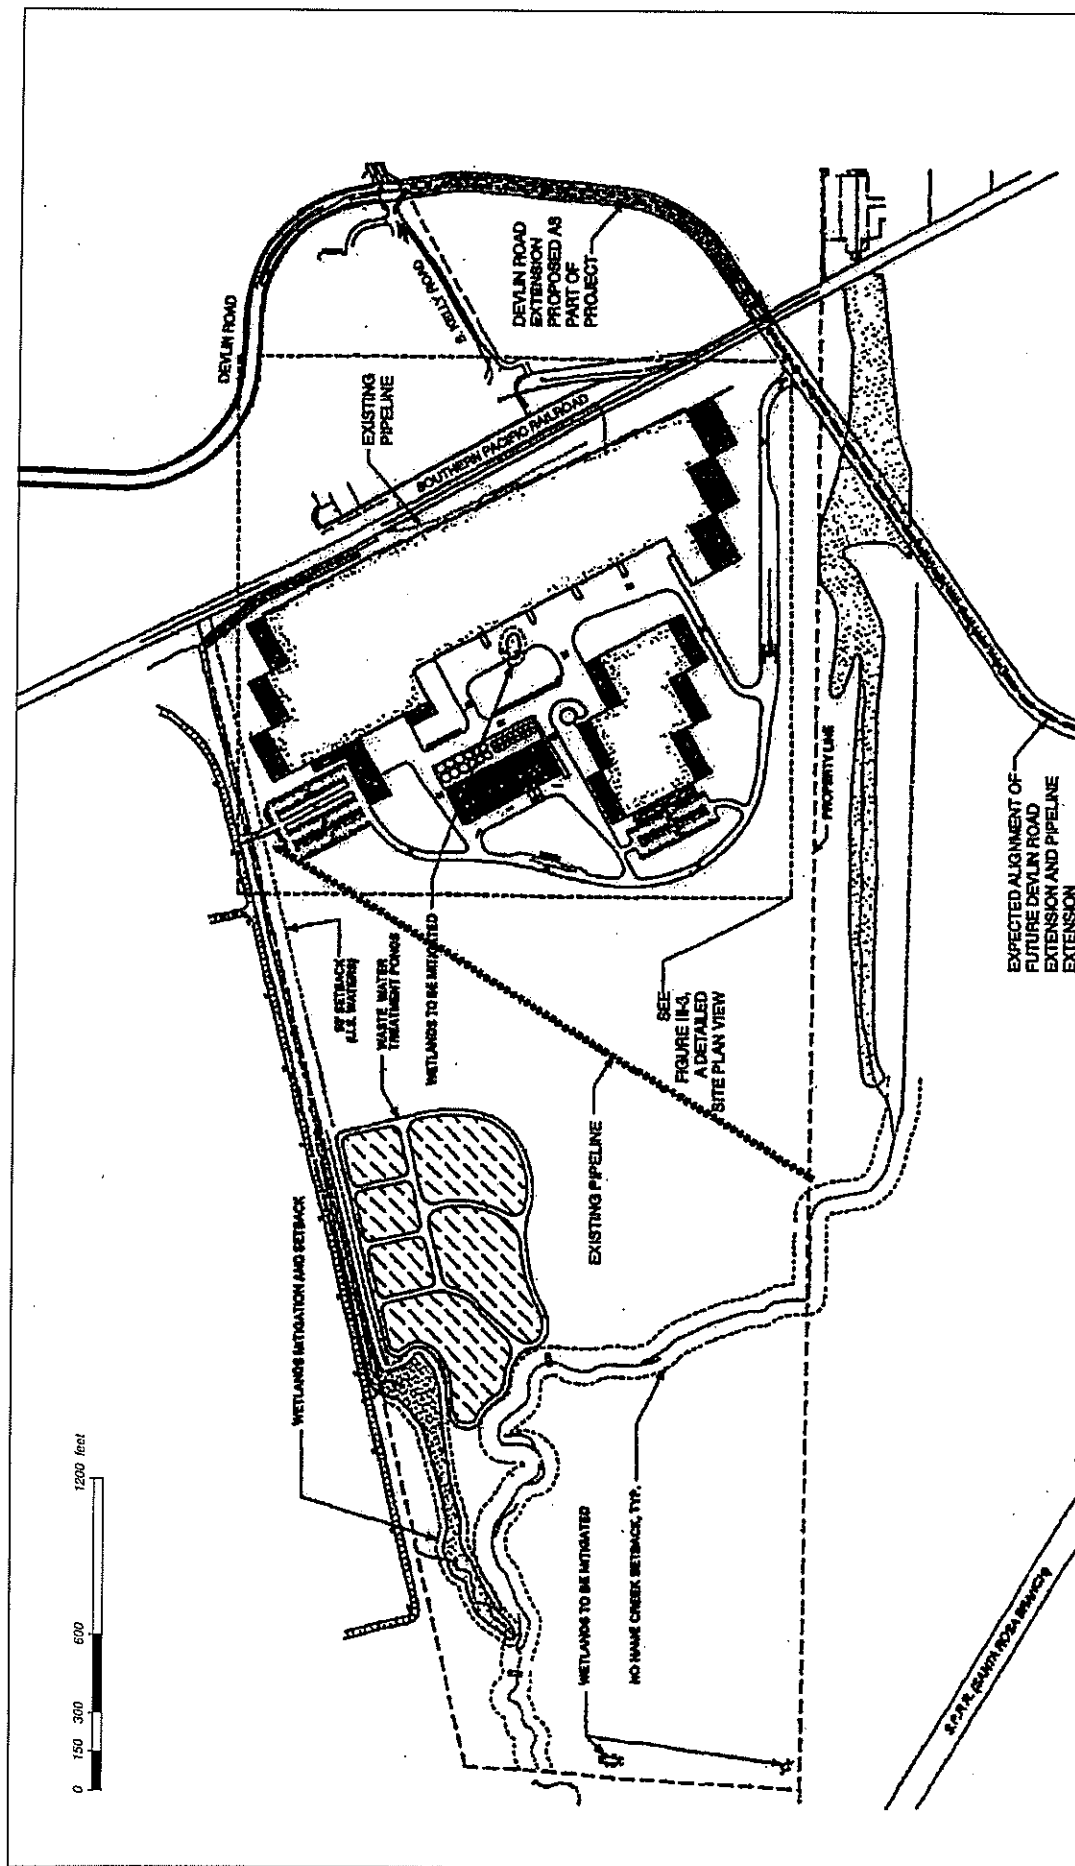 DEVLIN ROAD
S. KELLY ROAD
DEVLIN ROAD
EXTENSION
PROPOSED AS
PART OF
PROJECT
EXISTING
PIPELINE
SOUTHERN PACIFIC RAILROAD
PROPERTY LINE
EXPECTED ALIGNMENT OF
FUTURE DEVLIN ROAD
EXTENSION AND PIPELINE
EXTENSION
SETBACK
(U.S. WATERS)
WASTE WATER
TREATMENT PONDS
WETLANDS TO BE MITIGATED
SEE
FIGURE III-3,
A DETAILED
SITE PLAN VIEW
EXISTING PIPELINE
WETLANDS MITIGATION AND SETBACK
WETLANDS TO BE MITIGATED
NO NAME CREEK SETBACK, TYP.
S.P.R.R. (SANTA ROSA BRANCH)
0 150 300 600 1200 feet